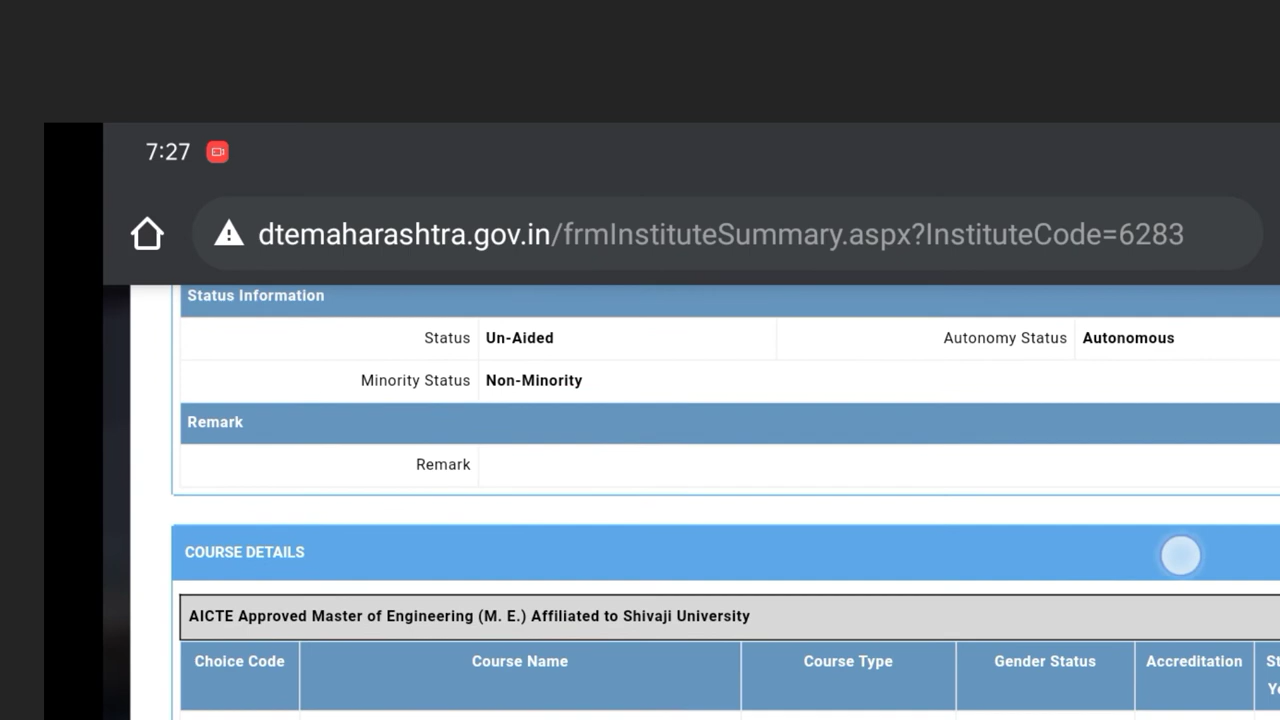 7:27
dtemaharashtra.gov.in/frmInstituteSummary.aspx?InstituteCode=6283
Status Information
Status Un-Aided Autonomy Status Autonomous
Minority Status Non-Minority
Remark
Remark
COURSE DETAILS
AICTE Approved Master of Engineering (M. E.) Affiliated to Shivaji University
Choice Code Course Name Course Type Gender Status Accreditation